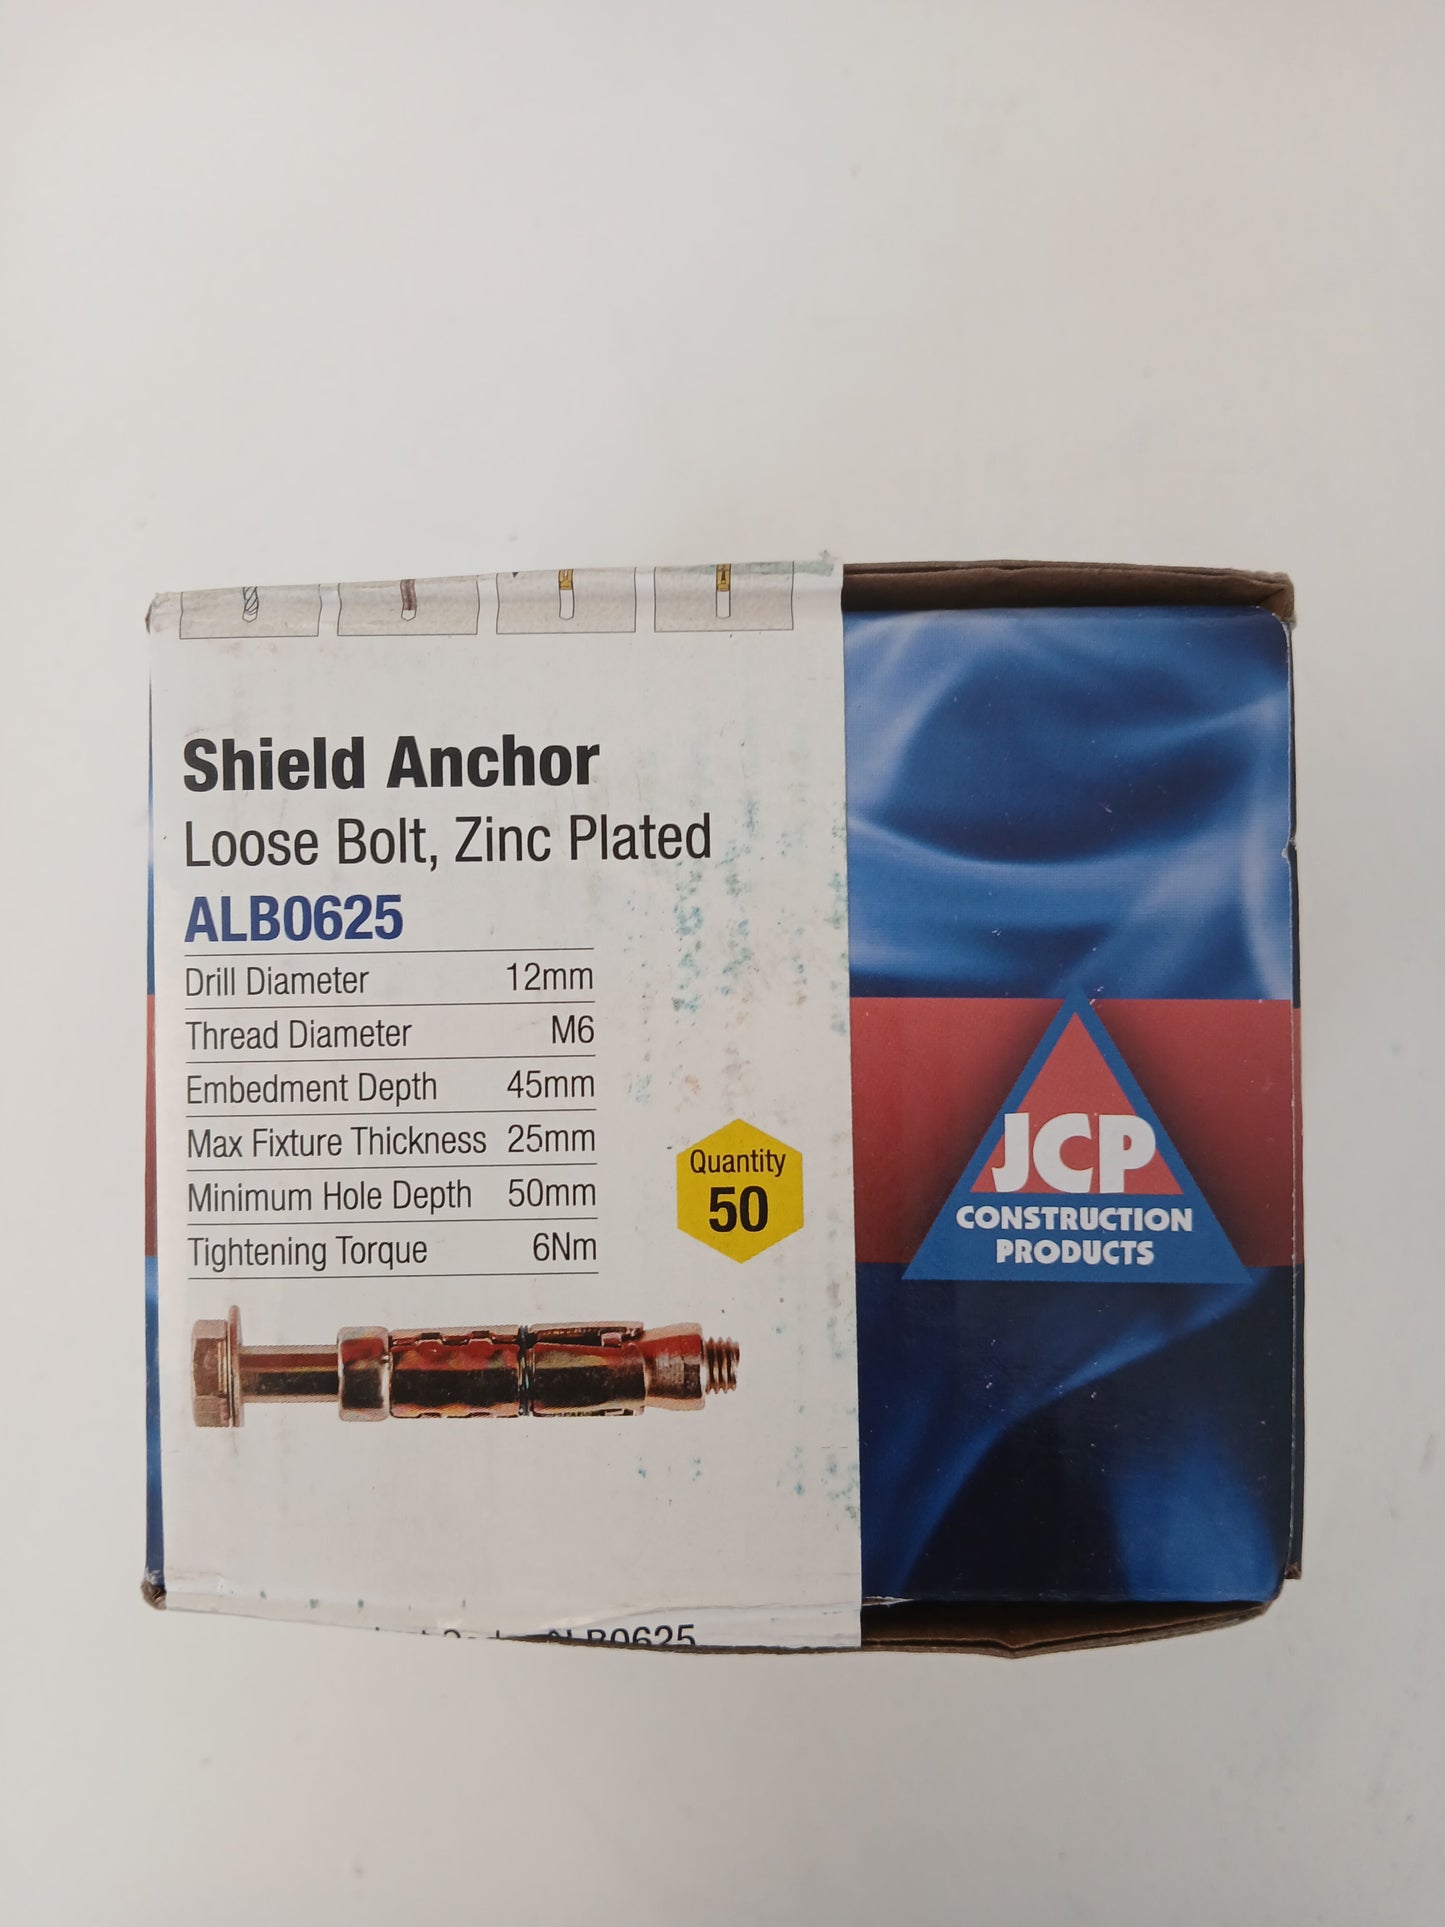 Shield Anchor
Loose Bolt, Zinc Plated
ALB0625
Drill Diameter 12mm
Thread Diameter M6
Embedment Depth 45mm
Max Fixture Thickness 25mm
Minimum Hole Depth 50mm
Tightening Torque 6Nm
Quantity
50
JCP
CONSTRUCTION
PRODUCTS
ALB0625